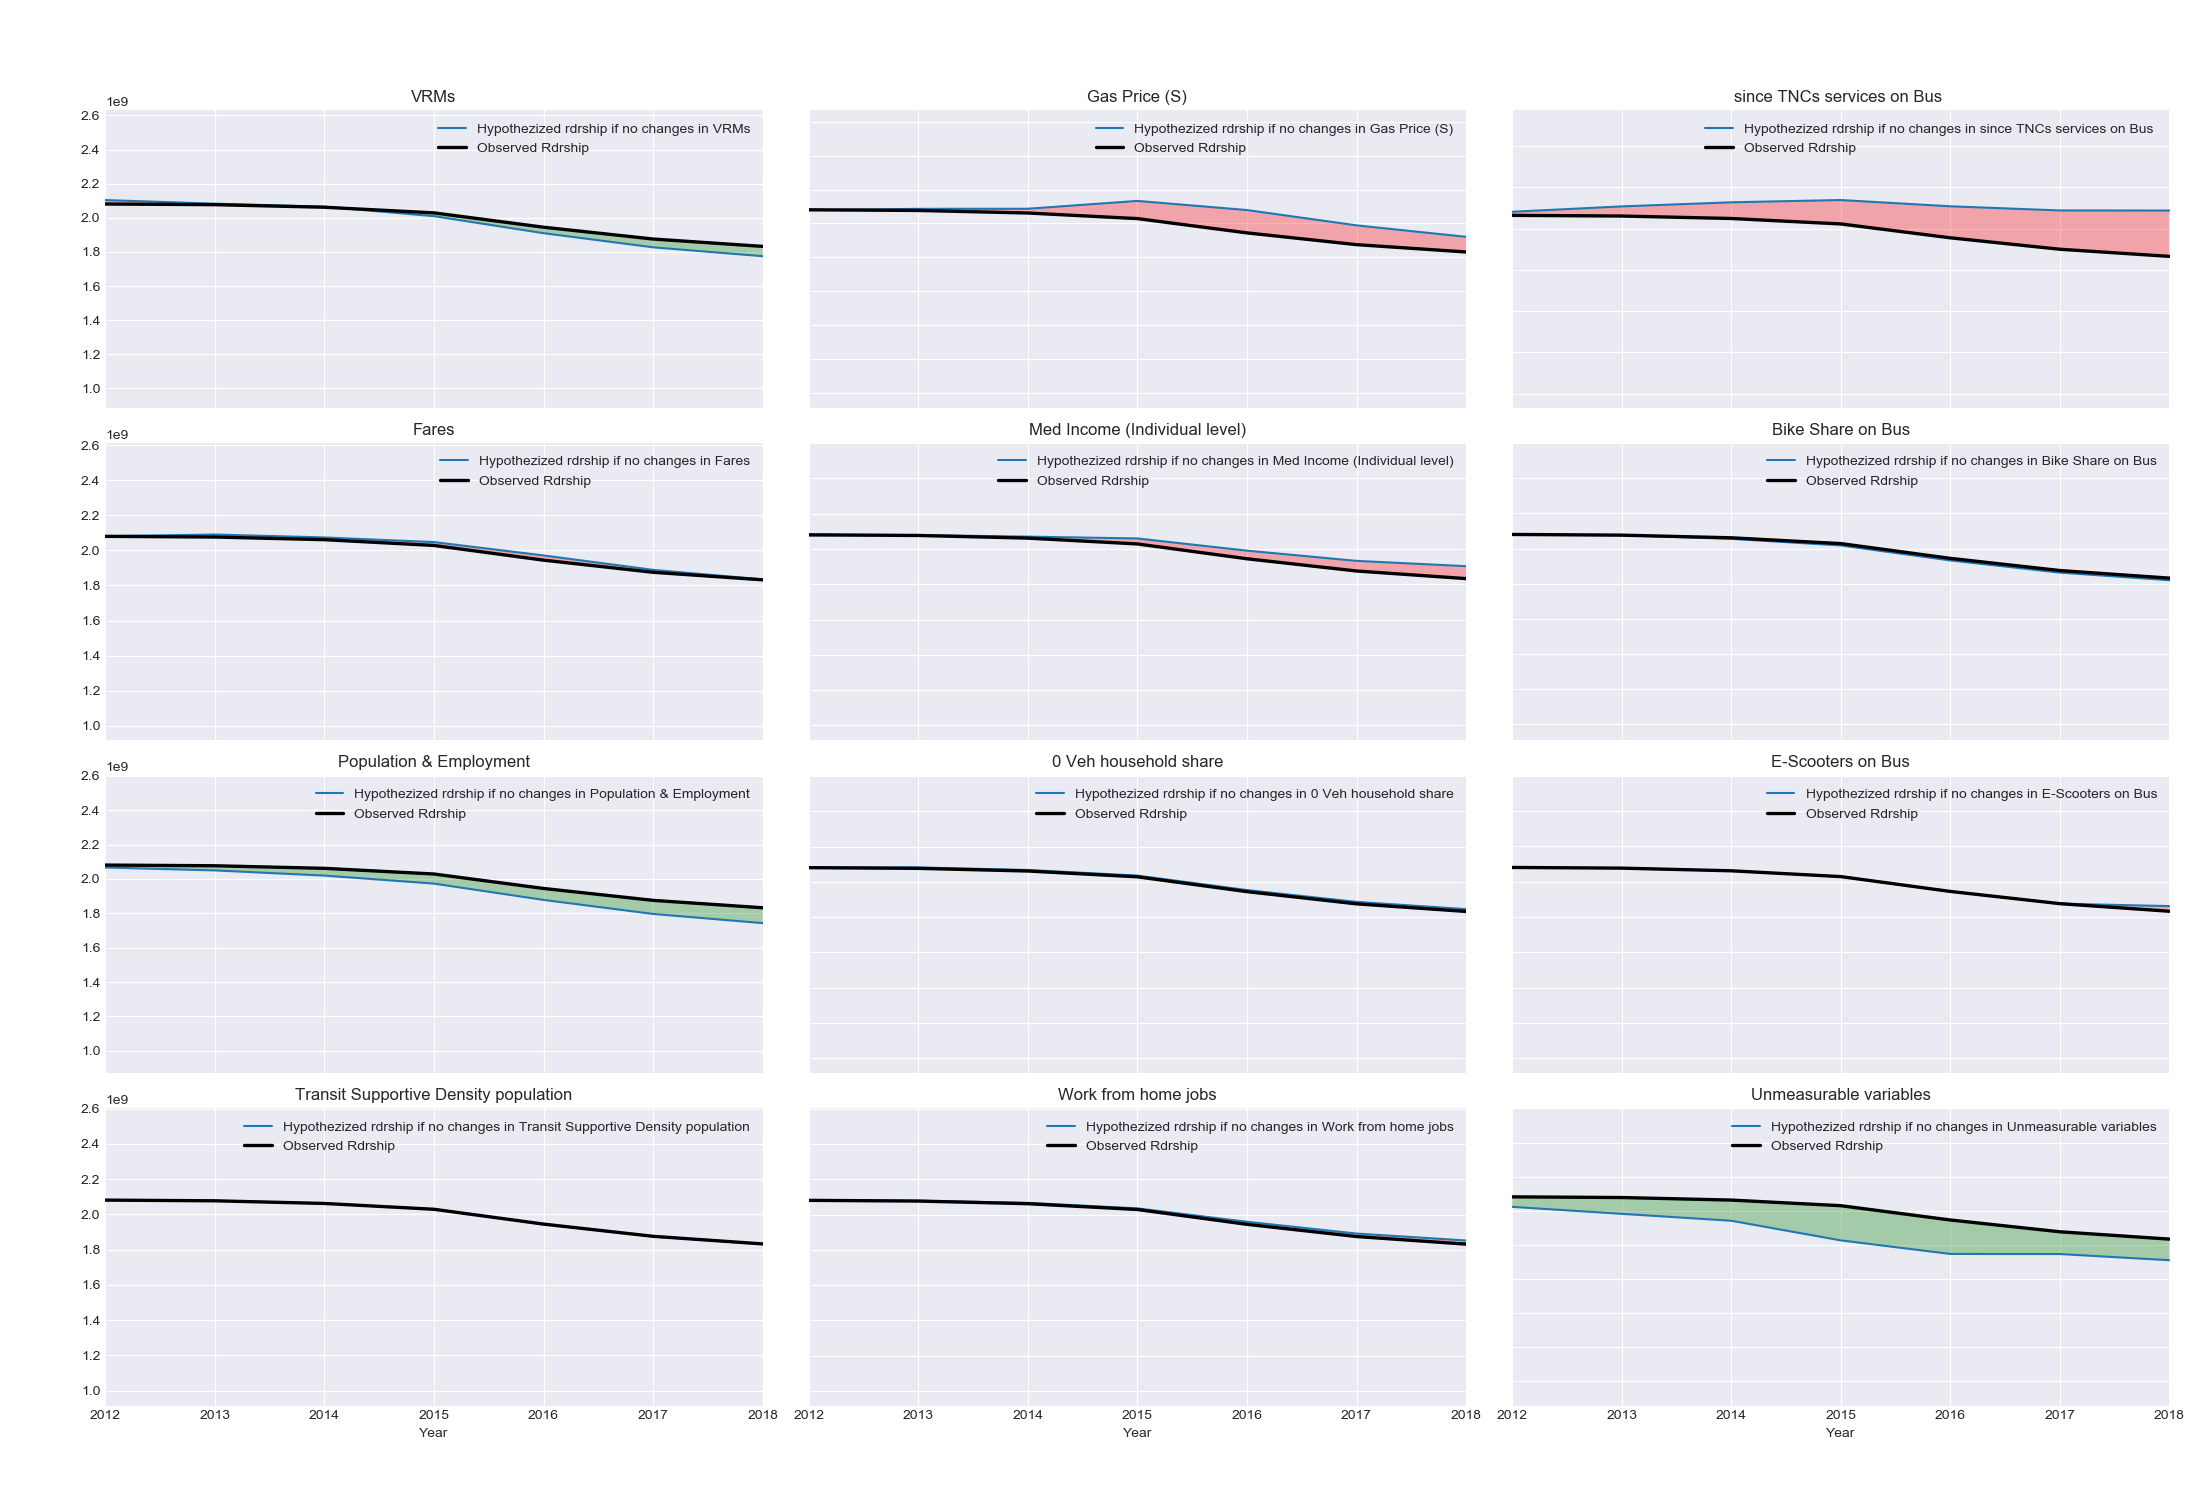 VRMs
1e9
Hypothezized rdrship if no changes in VRMs
Observed Rdrship
2.6
2.4
2.2
2.0
1.8
1.6
1.4
1.2
1.0
Gas Price (S)
Hypothezized rdrship if no changes in Gas Price (S)
Observed Rdrship
since TNCs services on Bus
Hypothezized rdrship if no changes in since TNCs services on Bus
Observed Rdrship
Fares
1e9
Hypothezized rdrship if no changes in Fares
Observed Rdrship
2.6
2.4
2.2
2.0
1.8
1.6
1.4
1.2
1.0
Med Income (Individual level)
Hypothezized rdrship if no changes in Med Income (Individual level)
Observed Rdrship
Bike Share on Bus
Hypothezized rdrship if no changes in Bike Share on Bus
Observed Rdrship
Population & Employment
1e9
Hypothezized rdrship if no changes in Population & Employment
Observed Rdrship
2.6
2.4
2.2
2.0
1.8
1.6
1.4
1.2
1.0
0 Veh household share
Hypothezized rdrship if no changes in 0 Veh household share
Observed Rdrship
E-Scooters on Bus
Hypothezized rdrship if no changes in E-Scooters on Bus
Observed Rdrship
Transit Supportive Density population
1e9
Hypothezized rdrship if no changes in Transit Supportive Density population
Observed Rdrship
2.6
2.4
2.2
2.0
1.8
1.6
1.4
1.2
1.0
2012 2013 2014 2015 2016 2017 2018
Year
Work from home jobs
Hypothezized rdrship if no changes in Work from home jobs
Observed Rdrship
2012 2013 2014 2015 2016 2017 2018
Year
Unmeasurable variables
Hypothezized rdrship if no changes in Unmeasurable variables
Observed Rdrship
2012 2013 2014 2015 2016 2017 2018
Year